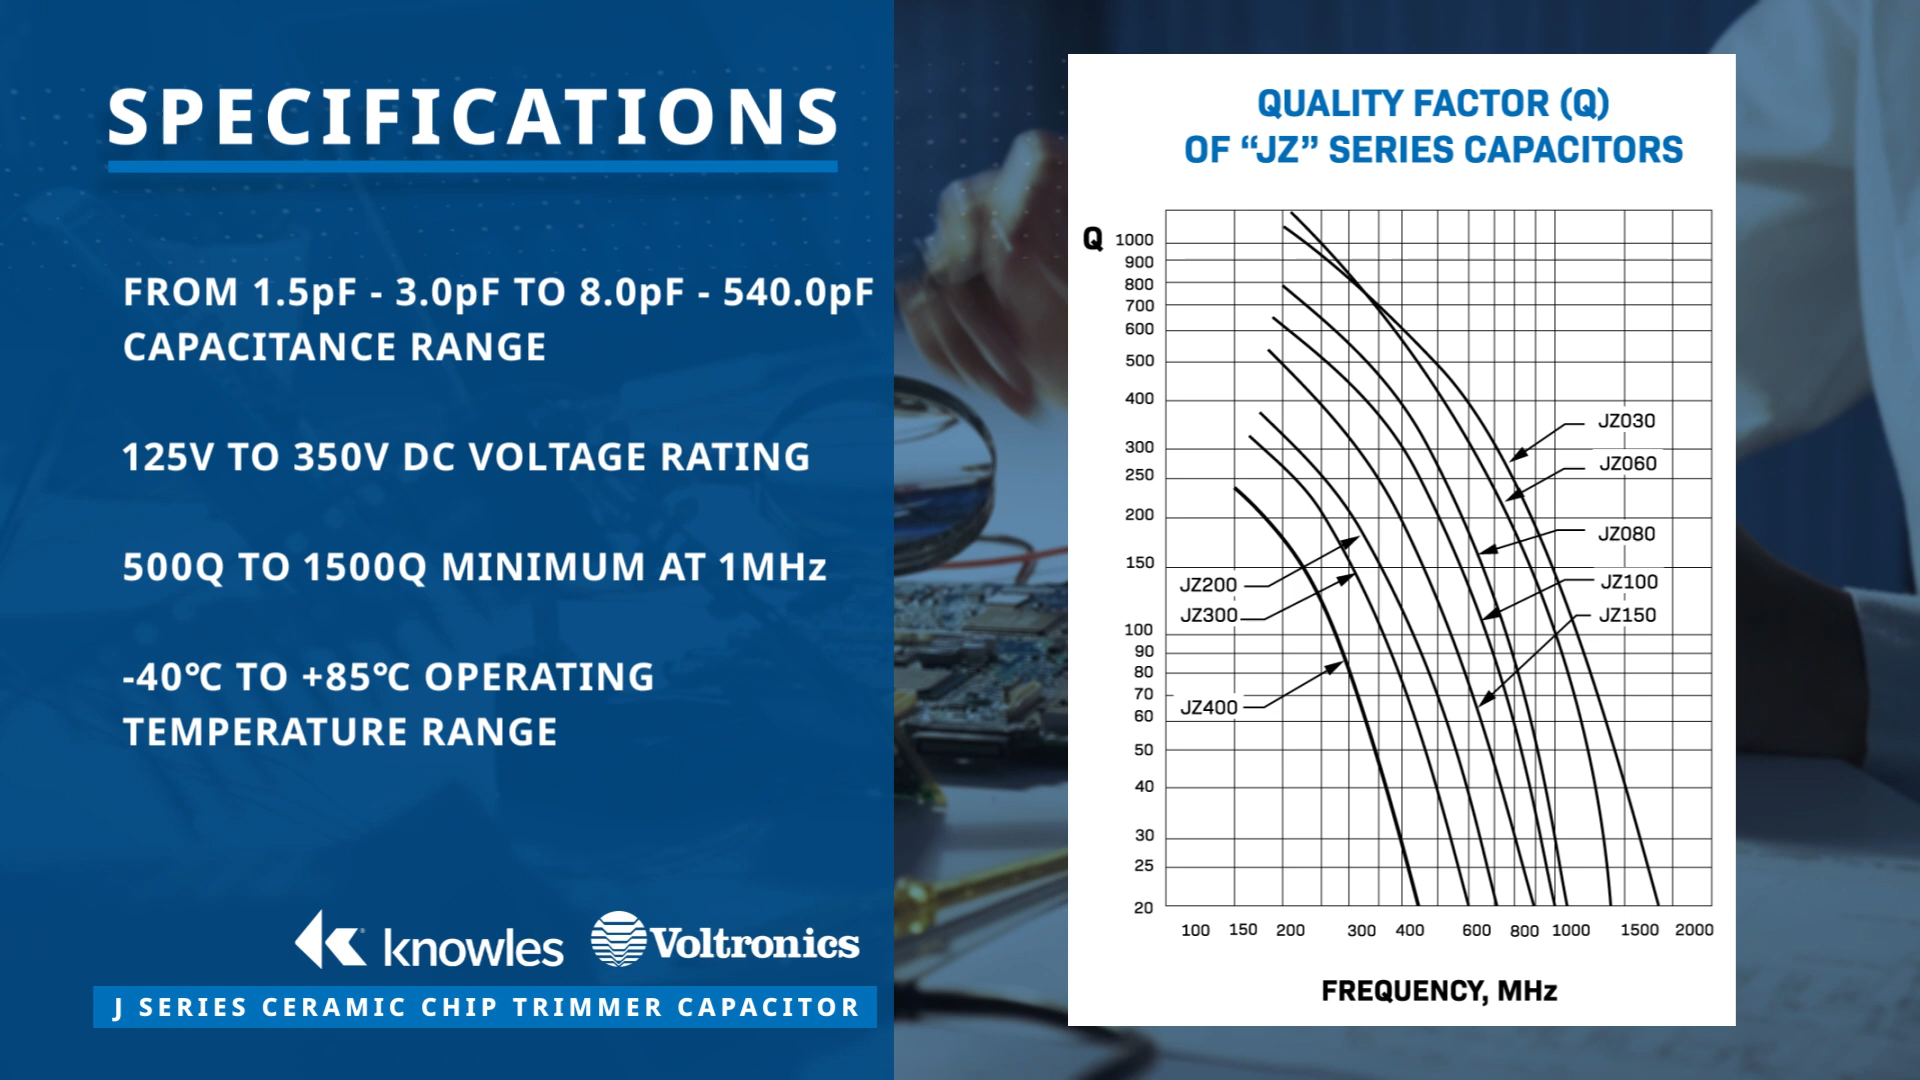 SPECIFICATIONS
FROM 1.5pF - 3.0pF TO 8.0pF - 540.0pF
CAPACITANCE RANGE
125V TO 350V DC VOLTAGE RATING
500Q TO 1500Q MINIMUM AT 1MHz
-40°C TO +85°C OPERATING
TEMPERATURE RANGE
knowles Voltronics
J SERIES CERAMIC CHIP TRIMMER CAPACITOR
QUALITY FACTOR (Q)
OF “JZ” SERIES CAPACITORS
Q
1000
900
800
700
600
500
400
300
250
200
150
100
90
80
70
60
50
40
30
25
20
JZ030
JZ060
JZ080
JZ100
JZ150
JZ200
JZ300
JZ400
100 150 200 300 400 600 800 1000 1500 2000
FREQUENCY, MHz